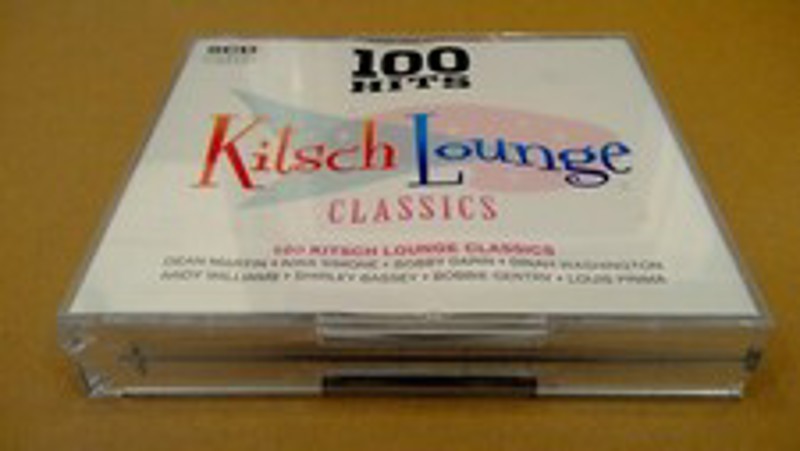 5CD
100
HITS
Kitsch Lounge
CLASSICS
100 KITSCH LOUNGE CLASSICS
DEAN MARTIN • NINA SIMONE • BOBBY DARIN • DINAH WASHINGTON
ANDY WILLIAMS • SHIRLEY BASSEY • BOBBIE GENTRY • LOUIS PRIMA